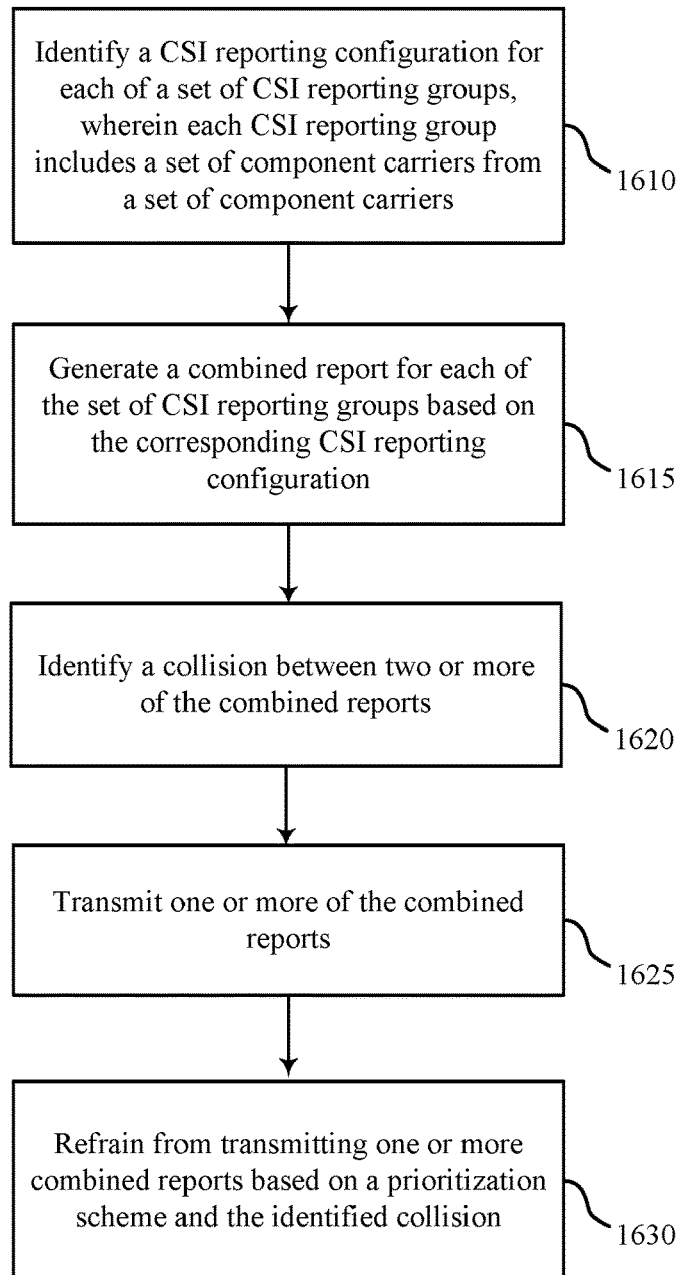 Identify a CSI reporting configuration for
each of a set of CSI reporting groups,
wherein each CSI reporting group
includes a set of component carriers from
a set of component carriers
1610
Generate a combined report for each of
the set of CSI reporting groups based on
the corresponding CSI reporting
configuration
1615
Identify a collision between two or more
of the combined reports
1620
Transmit one or more of the combined
reports
1625
Refrain from transmitting one or more
combined reports based on a prioritization
scheme and the identified collision
1630